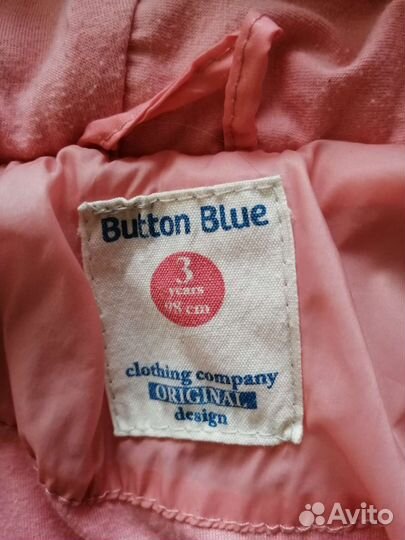 Button Blue
3
years
98 cm
clothing company
ORIGINAL
design
Avito